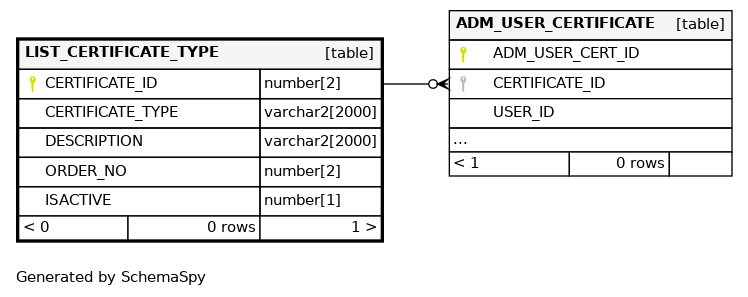 LIST_CERTIFICATE_TYPE [table]
CERTIFICATE_ID number[2]
CERTIFICATE_TYPE varchar2[2000]
DESCRIPTION varchar2[2000]
ORDER_NO number[2]
ISACTIVE number[1]
< 0 0 rows 1 >
ADM_USER_CERTIFICATE [table]
ADM_USER_CERT_ID
CERTIFICATE_ID
USER_ID
...
< 1 0 rows
Generated by SchemaSpy